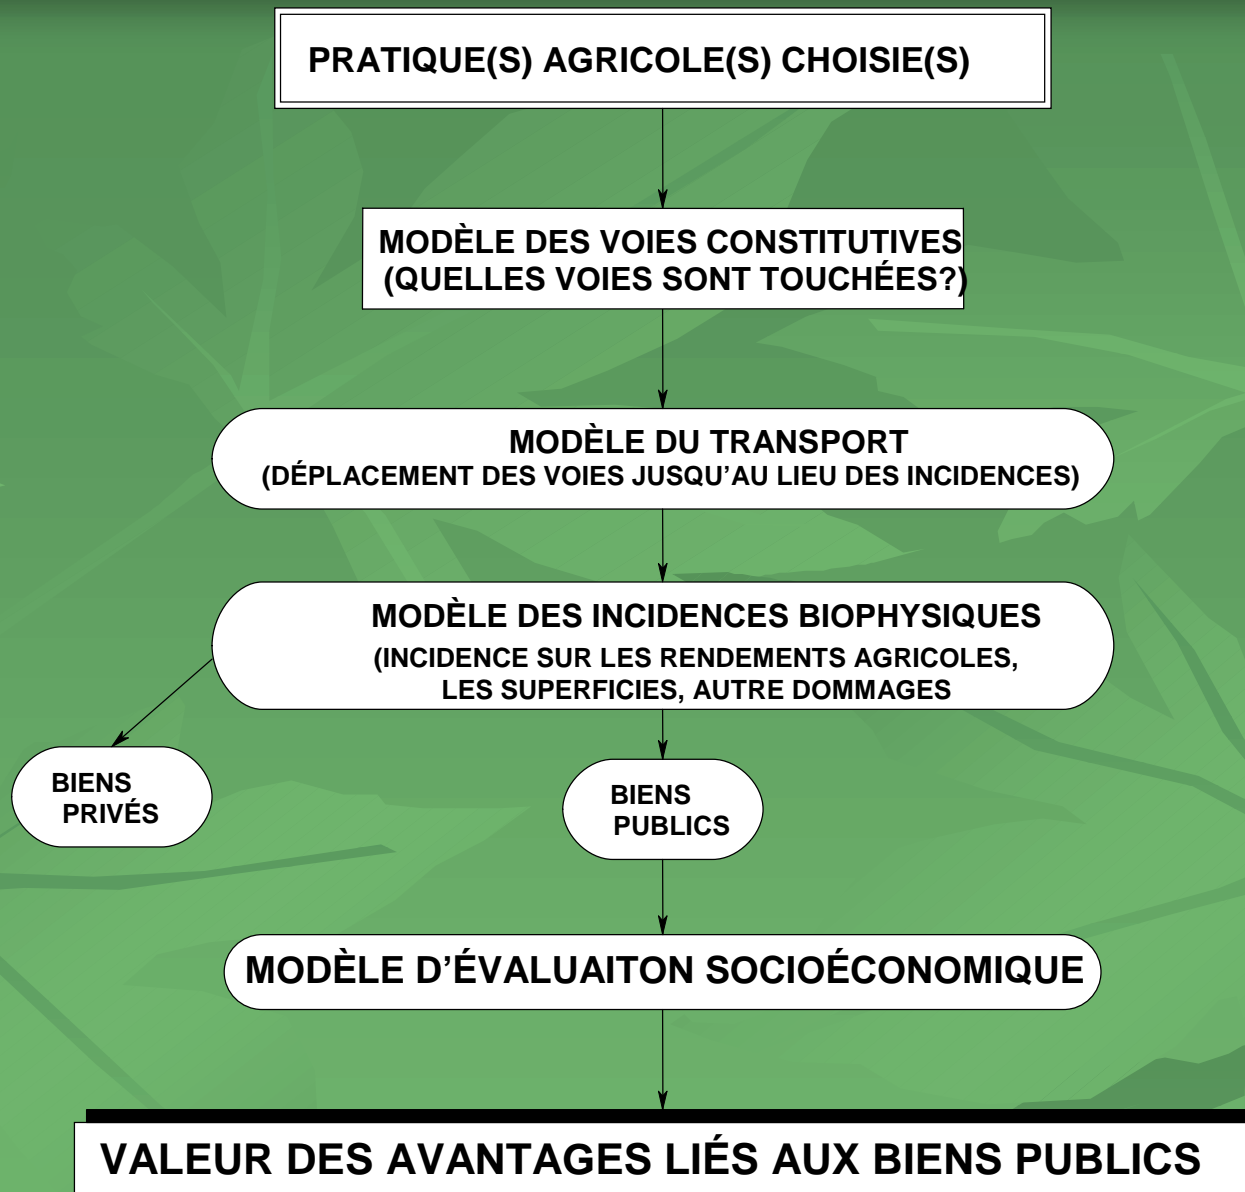 PRATIQUE(S) AGRICOLE(S) CHOISIE(S)
MODÈLE DES VOIES CONSTITUTIVES
(QUELLES VOIES SONT TOUCHÉES?)
MODÈLE DU TRANSPORT
(DÉPLACEMENT DES VOIES JUSQU'AU LIEU DES INCIDENCES)
MODÈLE DES INCIDENCES BIOPHYSIQUES
(INCIDENCE SUR LES RENDEMENTS AGRICOLES,
LES SUPERFICIES, AUTRE DOMMAGES
BIENS
PRIVÉS
BIENS
PUBLICS
MODÈLE D'ÉVALUAITON SOCIOÉCONOMIQUE
VALEUR DES AVANTAGES LIÉS AUX BIENS PUBLICS